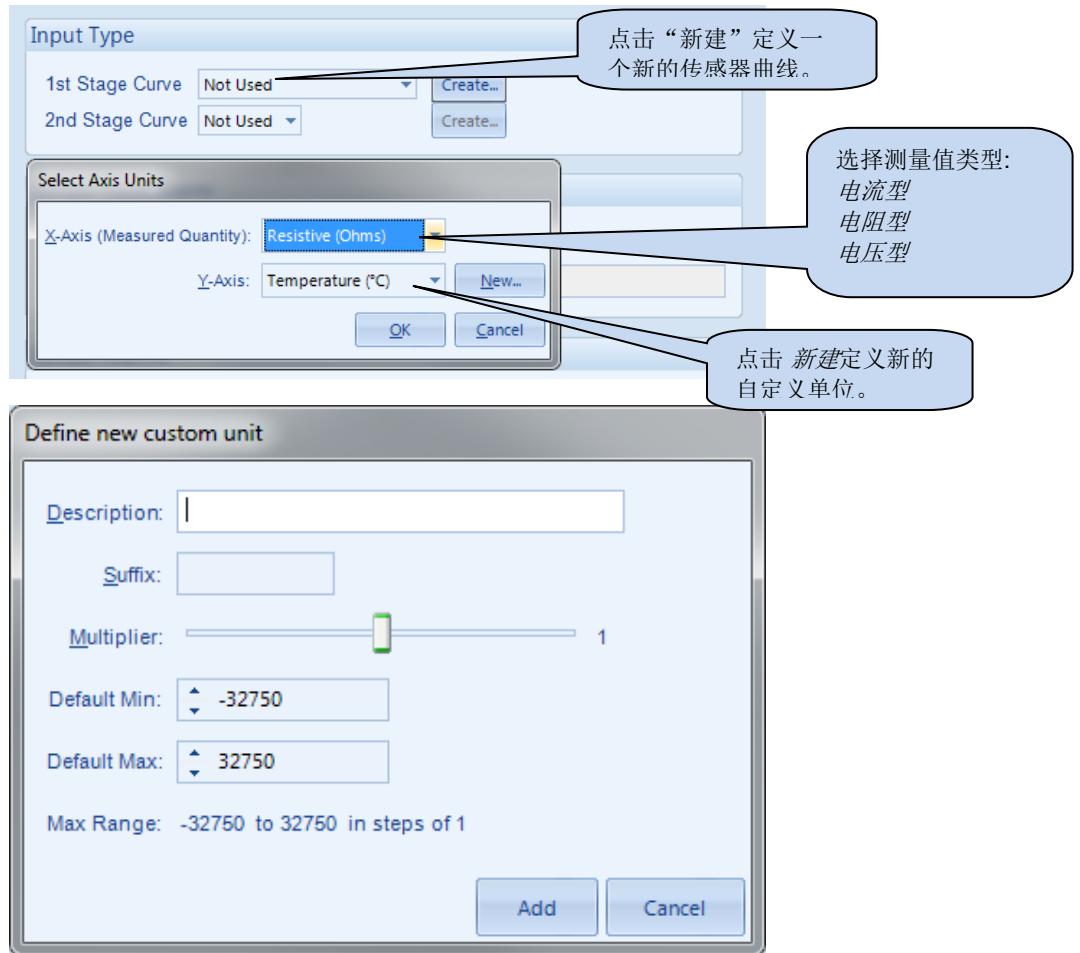 Input Type
点击“新建”定义一
个新的传感器曲线。
1st Stage Curve Not Used Create...
2nd Stage Curve Not Used Create...
选择测量值类型:
电流型
电阻型
电压型
Select Axis Units
X-Axis (Measured Quantity): Resistive (Ohms)
Y-Axis: Temperature (°C) New...
OK Cancel
点击 新建定义新的
自定义单位。
Define new custom unit
Description:
Suffix:
Multiplier: 1
Default Min: -32750
Default Max: 32750
Max Range: -32750 to 32750 in steps of 1
Add Cancel